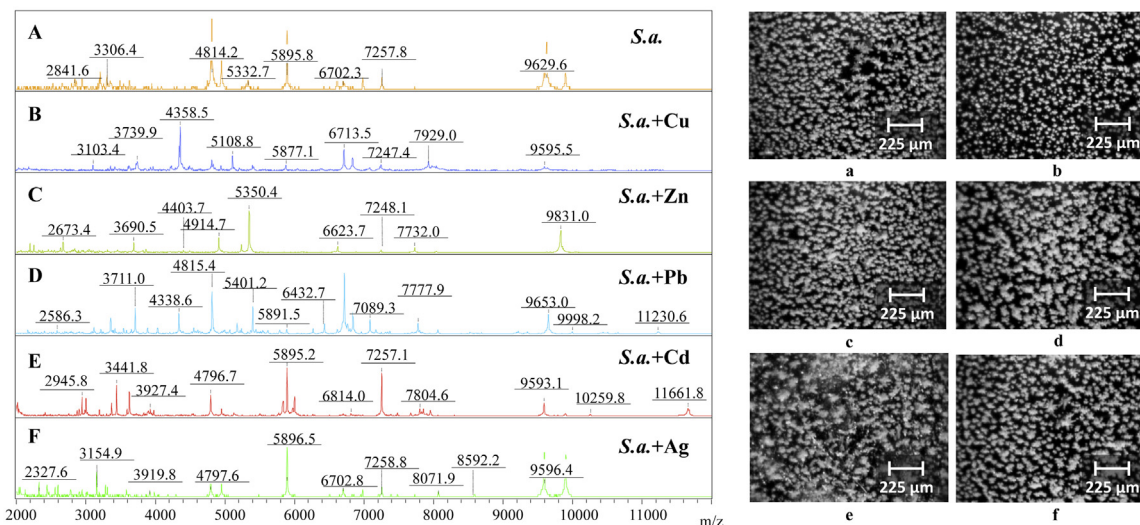 A
S.a.
2841.6
3306.4
4814.2
5332.7
5895.8
6702.3
7257.8
9629.6
B
S.a.+Cu
3103.4
3739.9
4358.5
5108.8
5877.1
6713.5
7247.4
7929.0
9595.5
C
S.a.+Zn
2673.4
3690.5
4403.7
4914.7
5350.4
6623.7
7248.1
7732.0
9831.0
D
S.a.+Pb
2586.3
3711.0
4338.6
4815.4
5401.2
5891.5
6432.7
7089.3
7777.9
9653.0
9998.2
11230.6
E
S.a.+Cd
2945.8
3441.8
3927.4
4796.7
5895.2
6814.0
7257.1
7804.6
9593.1
10259.8
11661.8
F
S.a.+Ag
2327.6
3154.9
3919.8
4797.6
5896.5
6702.8
7258.8
8071.9
8592.2
9596.4
2000 3000 4000 5000 6000 7000 8000 9000 10000 11000
m/z
225 µm
a
225 µm
b
225 µm
c
225 µm
d
225 µm
e
225 µm
f